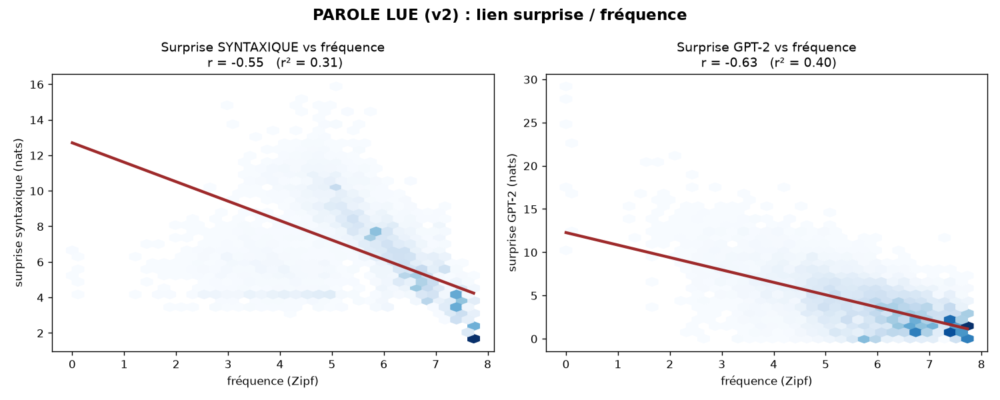 PAROLE LUE (v2) : lien surprise / fréquence
Surprise SYNTAXIQUE vs fréquence
r = -0.55   (r² = 0.31)
16
14
12
10
8
6
4
2
surprise syntaxique (nats)
0 1 2 3 4 5 6 7 8
fréquence (Zipf)
Surprise GPT-2 vs fréquence
r = -0.63   (r² = 0.40)
30
25
20
15
10
5
0
surprise GPT-2 (nats)
0 1 2 3 4 5 6 7 8
fréquence (Zipf)